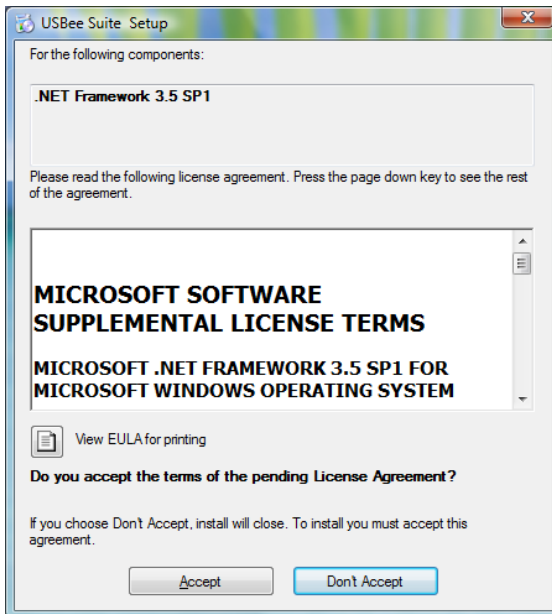 USBee Suite Setup
For the following components:
.NET Framework 3.5 SP1
Please read the following license agreement. Press the page down key to see the rest
of the agreement.
MICROSOFT SOFTWARE
SUPPLEMENTAL LICENSE TERMS
MICROSOFT .NET FRAMEWORK 3.5 SP1 FOR
MICROSOFT WINDOWS OPERATING SYSTEM
View EULA for printing
Do you accept the terms of the pending License Agreement?
If you choose Don't Accept, install will close. To install you must accept this
agreement.
Accept Don't Accept